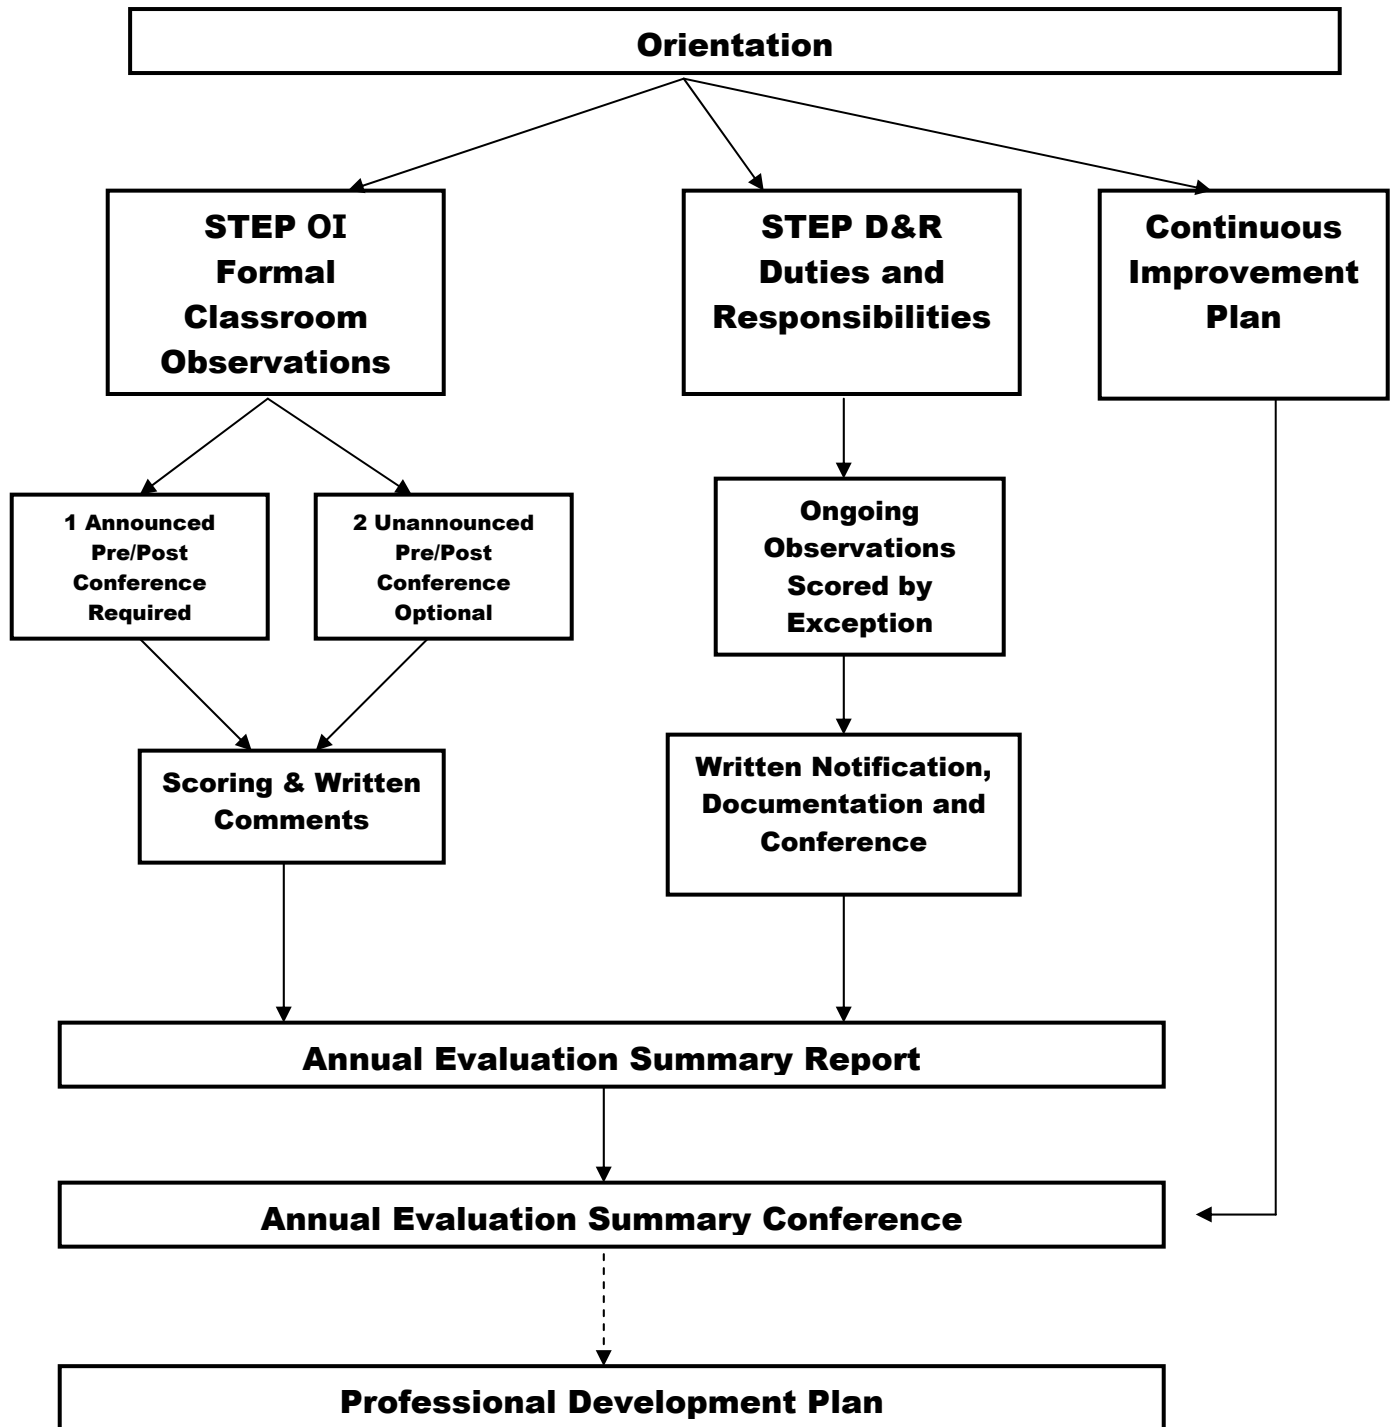 Orientation
STEP OI
Formal
Classroom
Observations
STEP D&R
Duties and
Responsibilities
Continuous
Improvement
Plan
1 Announced
Pre/Post
Conference
Required
2 Unannounced
Pre/Post
Conference
Optional
Ongoing
Observations
Scored by
Exception
Scoring & Written
Comments
Written Notification,
Documentation and
Conference
Annual Evaluation Summary Report
Annual Evaluation Summary Conference
Professional Development Plan